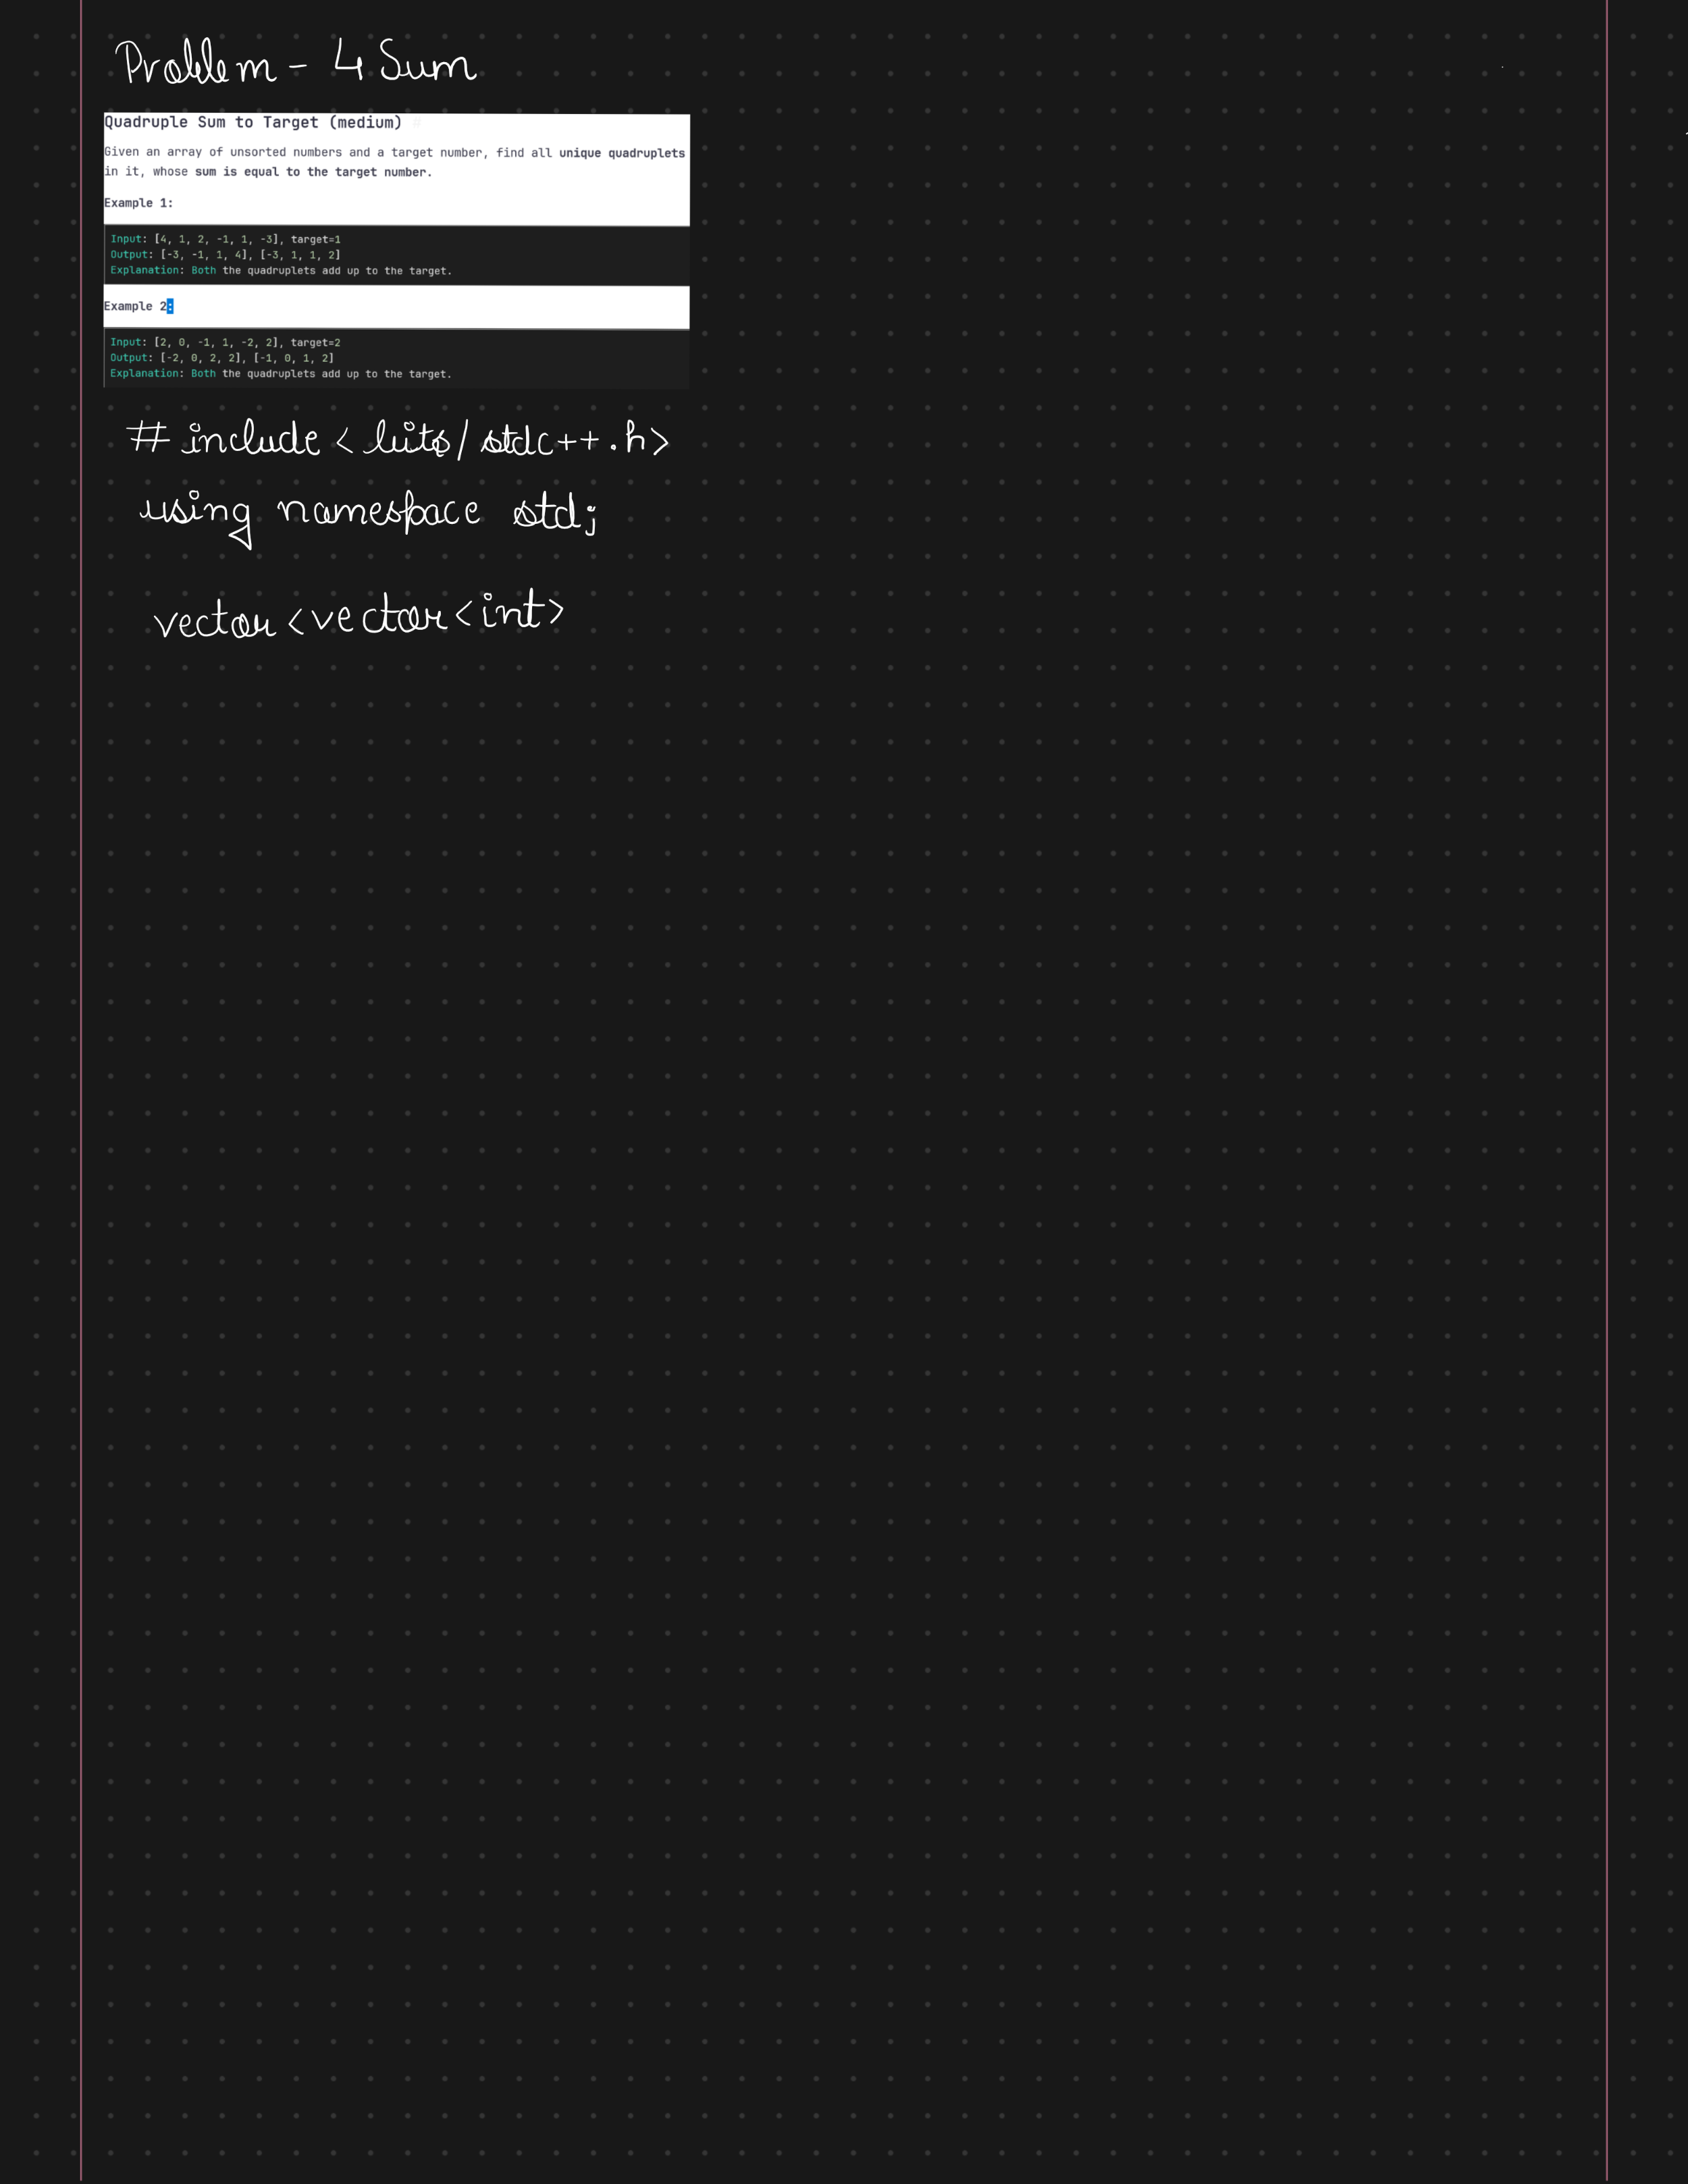 Problem - 4 Sum
Quadruple Sum to Target (medium)
Given an array of unsorted numbers and a target number, find all unique quadruplets
in it, whose sum is equal to the target number.
Example 1:
Input: [4, 1, 2, -1, 1, -3], target=1
Output: [-3, -1, 1, 4], [-3, 1, 1, 2]
Explanation: Both the quadruplets add up to the target.
Example 2:
Input: [2, 0, -1, 1, -2, 2], target=2
Output: [-2, 0, 2, 2], [-1, 0, 1, 2]
Explanation: Both the quadruplets add up to the target.
# include < bits / stdc++ .h>
using namespace std;
vector <vector <int>